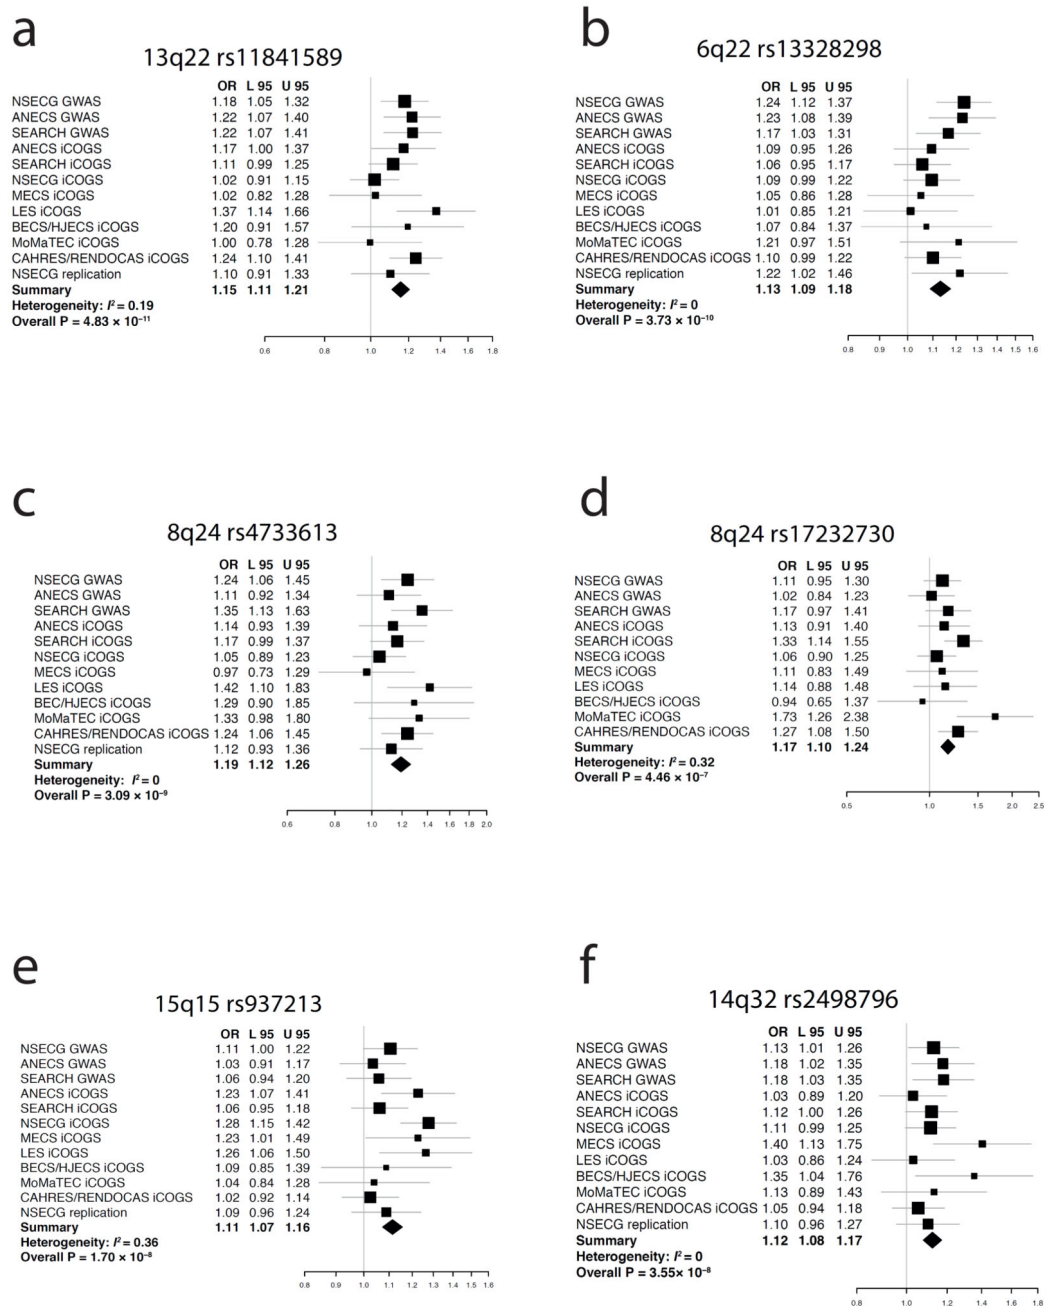 a
13q22 rs11841589
OR L 95 U 95
NSECG GWAS 1.18 1.05 1.32
ANECS GWAS 1.22 1.07 1.40
SEARCH GWAS 1.22 1.07 1.41
ANECS iCOGS 1.17 1.00 1.37
SEARCH iCOGS 1.11 0.99 1.25
NSECG iCOGS 1.02 0.91 1.15
MECS iCOGS 1.02 0.82 1.28
LES iCOGS 1.37 1.14 1.66
BECS/HJECS iCOGS 1.20 0.91 1.57
MoMaTEC iCOGS 1.00 0.78 1.28
CAHRES/RENDOCAS iCOGS 1.24 1.10 1.41
NSECG replication 1.10 0.91 1.33
Summary 1.15 1.11 1.21
Heterogeneity: I² = 0.19
Overall P = 4.83 × 10⁻¹¹
0.6 0.8 1.0 1.2 1.4 1.6 1.8
b
6q22 rs13328298
OR L 95 U 95
NSECG GWAS 1.24 1.12 1.37
ANECS GWAS 1.23 1.08 1.39
SEARCH GWAS 1.17 1.03 1.31
ANECS iCOGS 1.09 0.95 1.26
SEARCH iCOGS 1.06 0.95 1.17
NSECG iCOGS 1.09 0.99 1.22
MECS iCOGS 1.05 0.86 1.28
LES iCOGS 1.01 0.85 1.21
BECS/HJECS iCOGS 1.07 0.84 1.37
MoMaTEC iCOGS 1.21 0.97 1.51
CAHRES/RENDOCAS iCOGS 1.10 0.99 1.22
NSECG replication 1.22 1.02 1.46
Summary 1.13 1.09 1.18
Heterogeneity: I² = 0
Overall P = 3.73 × 10⁻¹⁰
0.8 0.9 1.0 1.1 1.2 1.3 1.4 1.5 1.6
c
8q24 rs4733613
OR L 95 U 95
NSECG GWAS 1.24 1.06 1.45
ANECS GWAS 1.11 0.92 1.34
SEARCH GWAS 1.35 1.13 1.63
ANECS iCOGS 1.14 0.93 1.39
SEARCH iCOGS 1.17 0.99 1.37
NSECG iCOGS 1.05 0.89 1.23
MECS iCOGS 0.97 0.73 1.29
LES iCOGS 1.42 1.10 1.83
BEC/HJECS iCOGS 1.29 0.90 1.85
MoMaTEC iCOGS 1.33 0.98 1.80
CAHRES/RENDOCAS iCOGS 1.24 1.06 1.45
NSECG replication 1.12 0.93 1.36
Summary 1.19 1.12 1.26
Heterogeneity: I² = 0
Overall P = 3.09 × 10⁻⁹
0.6 0.8 1.0 1.2 1.4 1.6 1.8 2.0
d
8q24 rs17232730
OR L 95 U 95
NSECG GWAS 1.11 0.95 1.30
ANECS GWAS 1.02 0.84 1.23
SEARCH GWAS 1.17 0.97 1.41
ANECS iCOGS 1.13 0.91 1.40
SEARCH iCOGS 1.33 1.14 1.55
NSECG iCOGS 1.06 0.90 1.25
MECS iCOGS 1.11 0.83 1.49
LES iCOGS 1.14 0.88 1.48
BECS/HJECS iCOGS 0.94 0.65 1.37
MoMaTEC iCOGS 1.73 1.26 2.38
CAHRES/RENDOCAS iCOGS 1.27 1.08 1.50
Summary 1.17 1.10 1.24
Heterogeneity: I² = 0.32
Overall P = 4.46 × 10⁻⁷
0.5 1.0 1.5 2.0 2.5
e
15q15 rs937213
OR L 95 U 95
NSECG GWAS 1.11 1.00 1.22
ANECS GWAS 1.03 0.91 1.17
SEARCH GWAS 1.06 0.94 1.20
ANECS iCOGS 1.23 1.07 1.41
SEARCH iCOGS 1.06 0.95 1.18
NSECG iCOGS 1.28 1.15 1.42
MECS iCOGS 1.23 1.01 1.49
LES iCOGS 1.26 1.06 1.50
BECS/HJECS iCOGS 1.09 0.85 1.39
MoMaTEC iCOGS 1.04 0.84 1.28
CAHRES/RENDOCAS iCOGS 1.02 0.92 1.14
NSECG replication 1.09 0.96 1.24
Summary 1.11 1.07 1.16
Heterogeneity: I² = 0.36
Overall P = 1.70 × 10⁻⁸
0.8 0.9 1.0 1.1 1.2 1.3 1.4 1.5 1.6
f
14q32 rs2498796
OR L 95 U 95
NSECG GWAS 1.13 1.01 1.26
ANECS GWAS 1.18 1.02 1.35
SEARCH GWAS 1.18 1.03 1.35
ANECS iCOGS 1.03 0.89 1.20
SEARCH iCOGS 1.12 1.00 1.26
NSECG iCOGS 1.11 0.99 1.25
MECS iCOGS 1.40 1.13 1.75
LES iCOGS 1.03 0.86 1.24
BECS/HJECS iCOGS 1.35 1.04 1.76
MoMaTEC iCOGS 1.13 0.89 1.43
CAHRES/RENDOCAS iCOGS 1.05 0.94 1.18
NSECG replication 1.10 0.96 1.27
Summary 1.12 1.08 1.17
Heterogeneity: I² = 0
Overall P = 3.55× 10⁻⁸
0.8 1.0 1.2 1.4 1.6 1.8